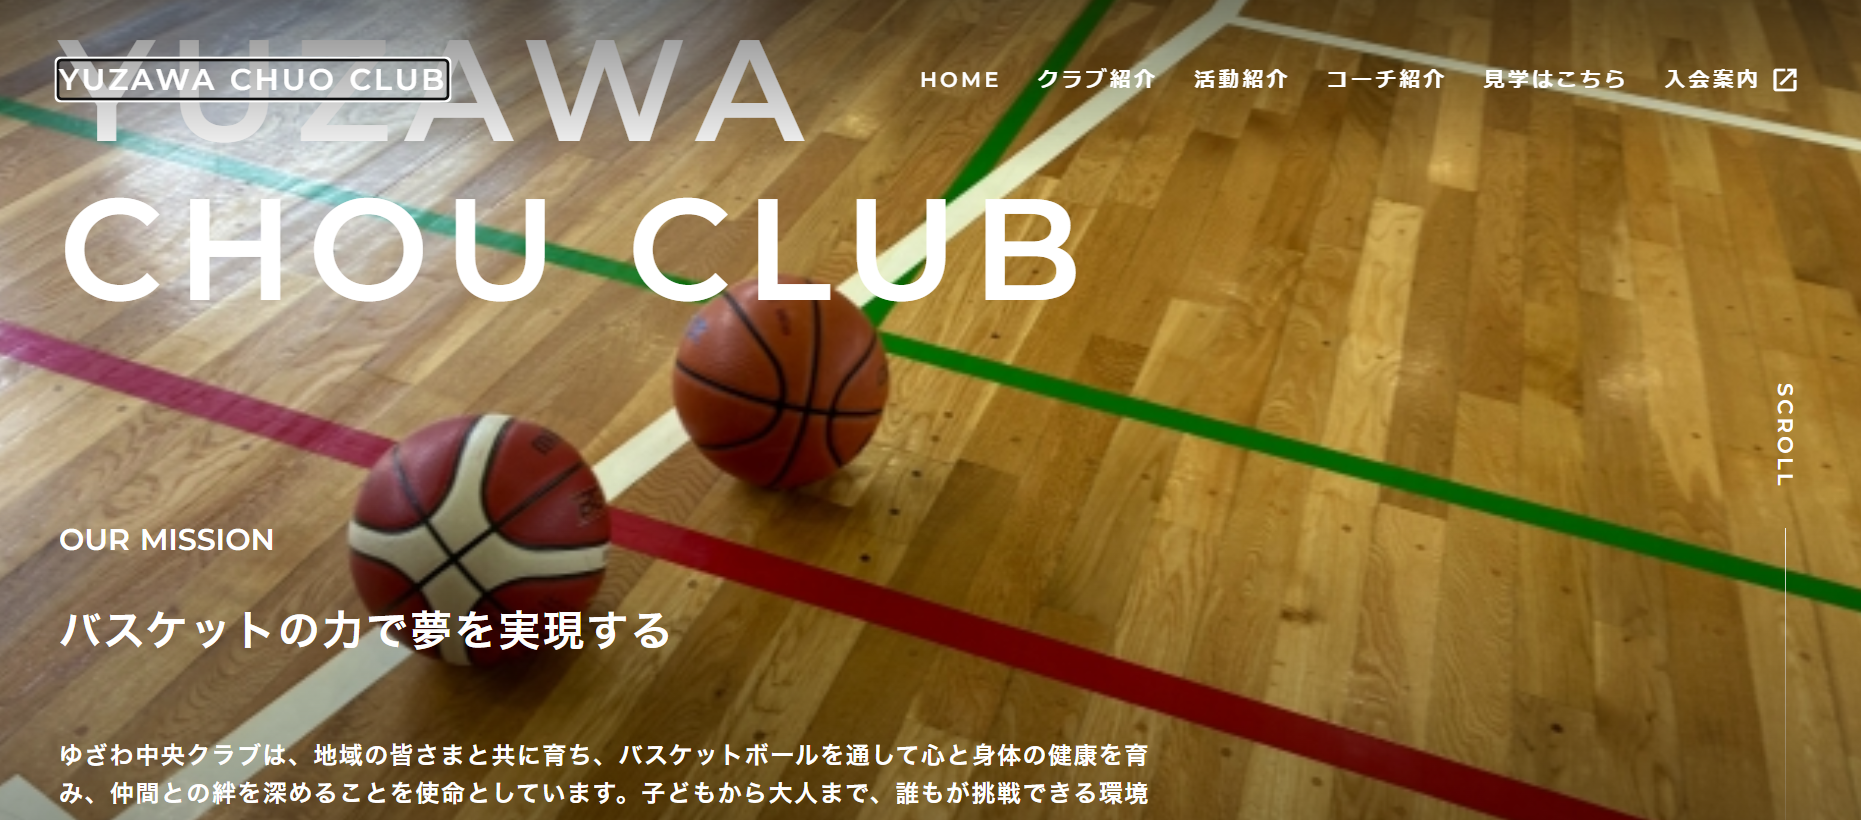 YUZAWA CHUO CLUB
HOME クラブ紹介 活動紹介 コーチ紹介 見学はこちら 入会案内
YUZAWA
CHOU CLUB
SCROLL
OUR MISSION
バスケットの力で夢を実現する
ゆざわ中央クラブは、地域の皆さまと共に育ち、バスケットボールを通して心と身体の健康を育
み、仲間との絆を深めることを使命としています。子どもから大人まで、誰もが挑戦できる環境